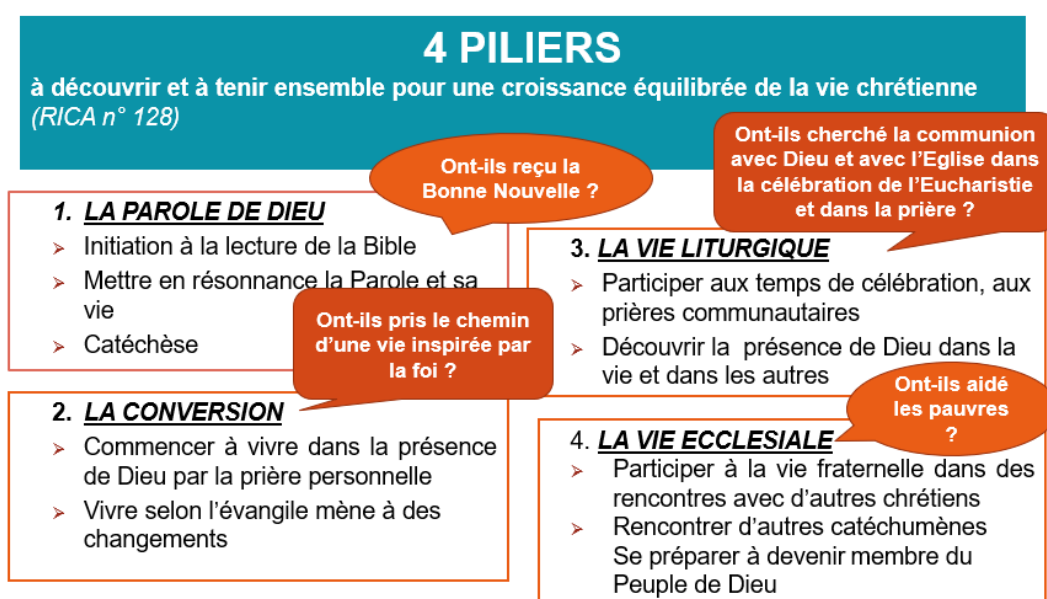 4 PILIERS
à découvrir et à tenir ensemble pour une croissance équilibrée de la vie chrétienne
(RICA n° 128)
Ont-ils reçu la
Bonne Nouvelle ?
1. LA PAROLE DE DIEU
➢ Initiation à la lecture de la Bible
➢ Mettre en résonnance la Parole et sa
vie
➢ Catéchèse
Ont-ils pris le chemin
d’une vie inspirée par
la foi ?
2. LA CONVERSION
➢ Commencer à vivre dans la présence
de Dieu par la prière personnelle
➢ Vivre selon l’évangile mène à des
changements
Ont-ils cherché la communion
avec Dieu et avec l’Eglise dans
la célébration de l’Eucharistie
et dans la prière ?
3. LA VIE LITURGIQUE
➢ Participer aux temps de célébration, aux
prières communautaires
➢ Découvrir la présence de Dieu dans la
vie et dans les autres
Ont-ils aidé
les pauvres
?
4. LA VIE ECCLESIALE
➢ Participer à la vie fraternelle dans des
rencontres avec d’autres chrétiens
➢ Rencontrer d’autres catéchumènes
Se préparer à devenir membre du
Peuple de Dieu